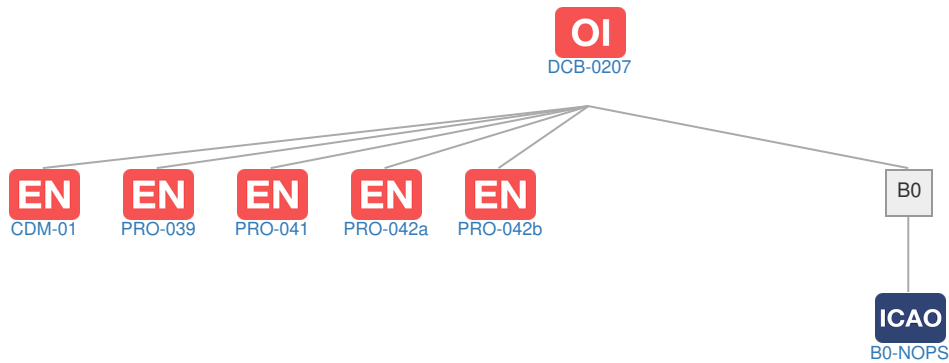 OI
DCB-0207
EN EN EN EN EN B0
CDM-01 PRO-039 PRO-041 PRO-042a PRO-042b
ICAO
B0-NOPS